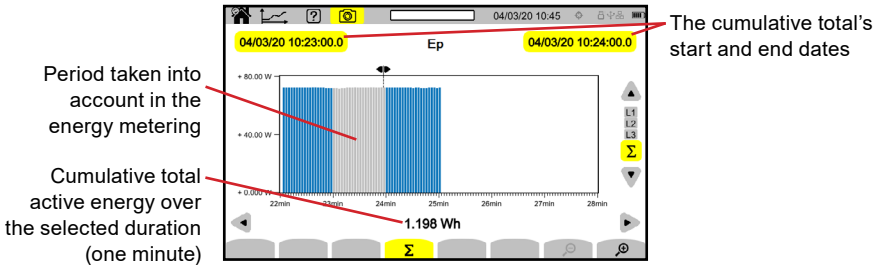 ?
04/03/20 10:45
04/03/20 10:23:00.0
Ep
04/03/20 10:24:00.0
The cumulative total's
start and end dates
Period taken into
account in the
energy metering
+ 80.00 W
+ 40.00 W
+ 0.000 W
22min 23min 24min 25min 26min 27min 28min
L1
L2
L3
Σ
Cumulative total
active energy over
the selected duration
(one minute)
1.198 Wh
Σ